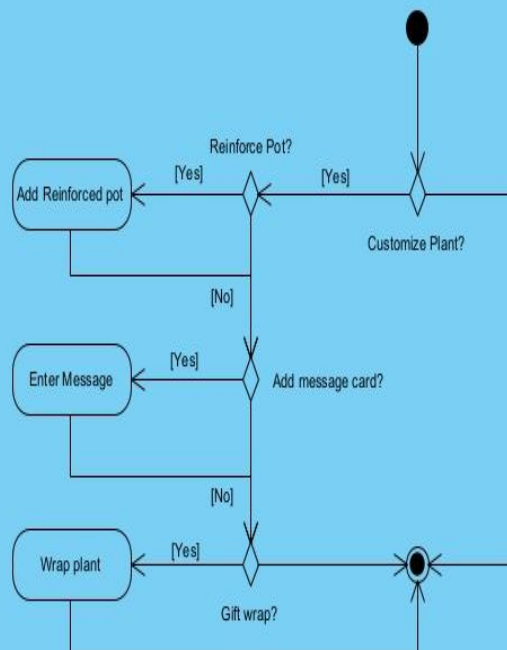 Reinforce Pot?
[Yes]
[Yes]
Add Reinforced pot
Customize Plant?
[No]
[Yes]
Enter Message
Add message card?
[No]
[Yes]
Wrap plant
Gift wrap?